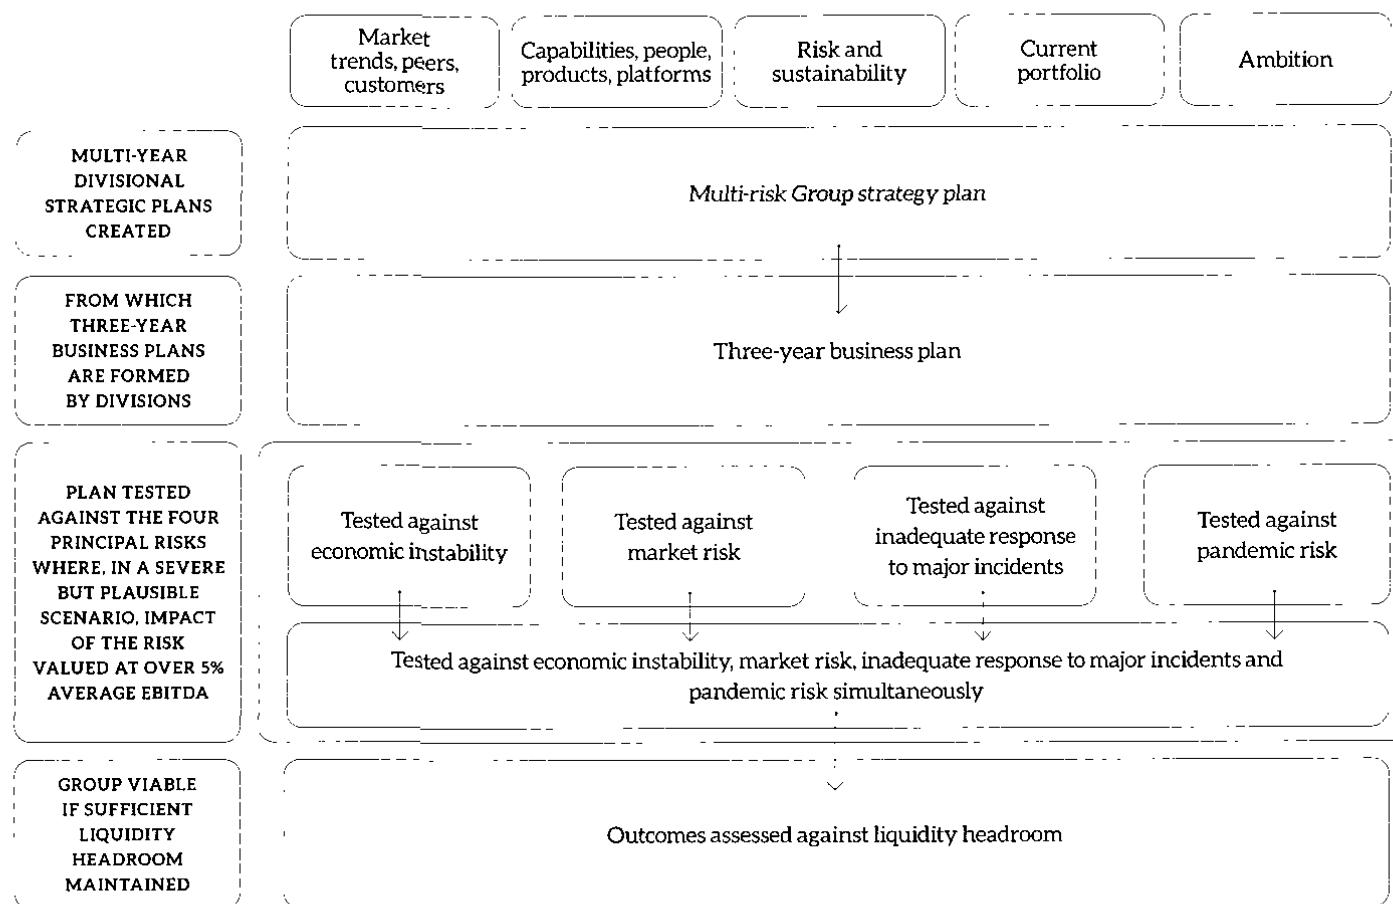 Market
trends, peers,
customers
Capabilities, people,
products, platforms
Risk and
sustainability
Current
portfolio
Ambition
MULTI-YEAR
DIVISIONAL
STRATEGIC PLANS
CREATED
Multi-risk Group strategy plan
FROM WHICH
THREE-YEAR
BUSINESS PLANS
ARE FORMED
BY DIVISIONS
Three-year business plan
PLAN TESTED
AGAINST THE FOUR
PRINCIPAL RISKS
WHERE, IN A SEVERE
BUT PLAUSIBLE
SCENARIO, IMPACT
OF THE RISK
VALUED AT OVER 5%
AVERAGE EBITDA
Tested against
economic instability
Tested against
market risk
Tested against
inadequate response
to major incidents
Tested against
pandemic risk
Tested against economic instability, market risk, inadequate response to major incidents and
pandemic risk simultaneously
GROUP VIABLE
IF SUFFICIENT
LIQUIDITY
HEADROOM
MAINTAINED
Outcomes assessed against liquidity headroom